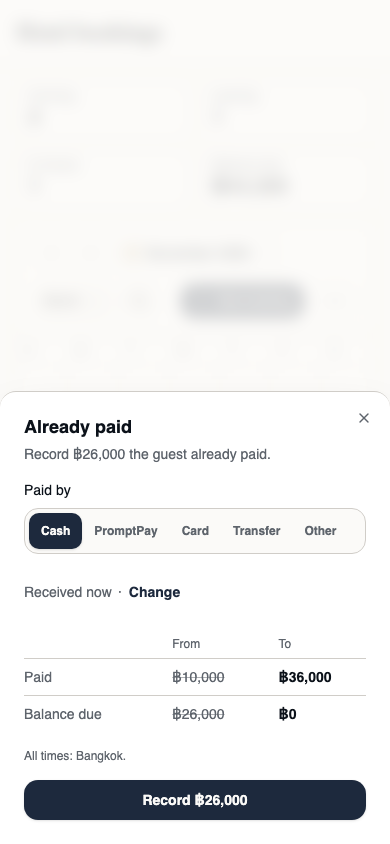 Already paid
Record ฿26,000 the guest already paid.
Paid by
Cash PromptPay Card Transfer Other
Received now · Change
From To
Paid ฿10,000 ฿36,000
Balance due ฿26,000 ฿0
All times: Bangkok.
Record ฿26,000